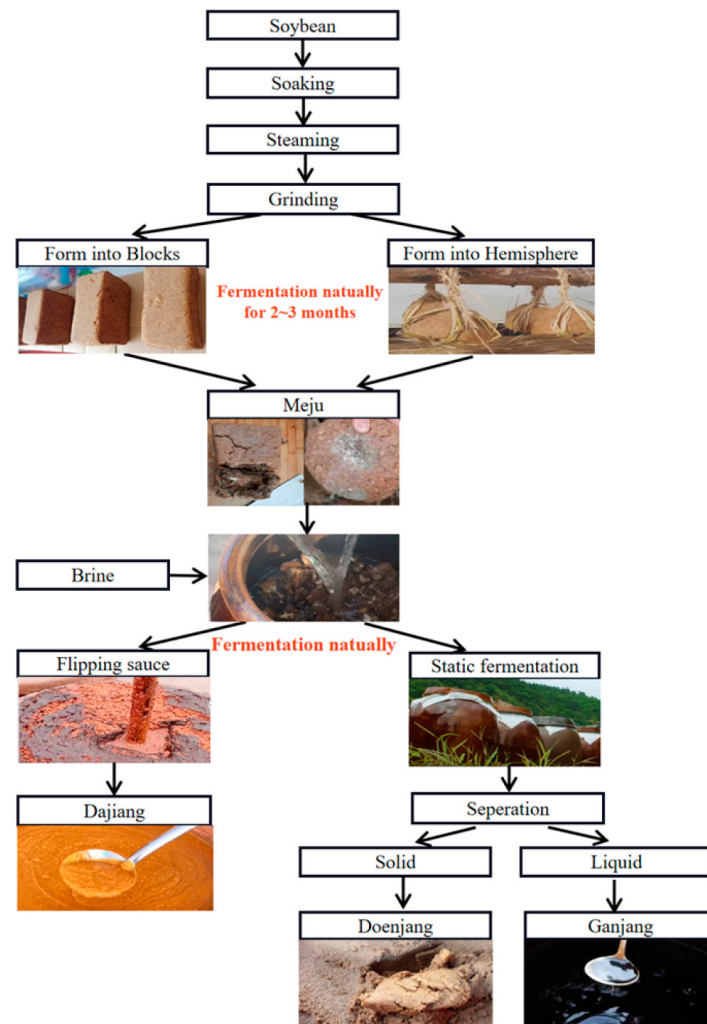 Soybean
Soaking
Steaming
Grinding
Form into Blocks
Form into Hemisphere
Fermentation natually
for 2~3 months
Meju
Brine
Fermentation natually
Flipping sauce
Static fermentation
Dajiang
Seperation
Solid
Liquid
Doenjang
Ganjang